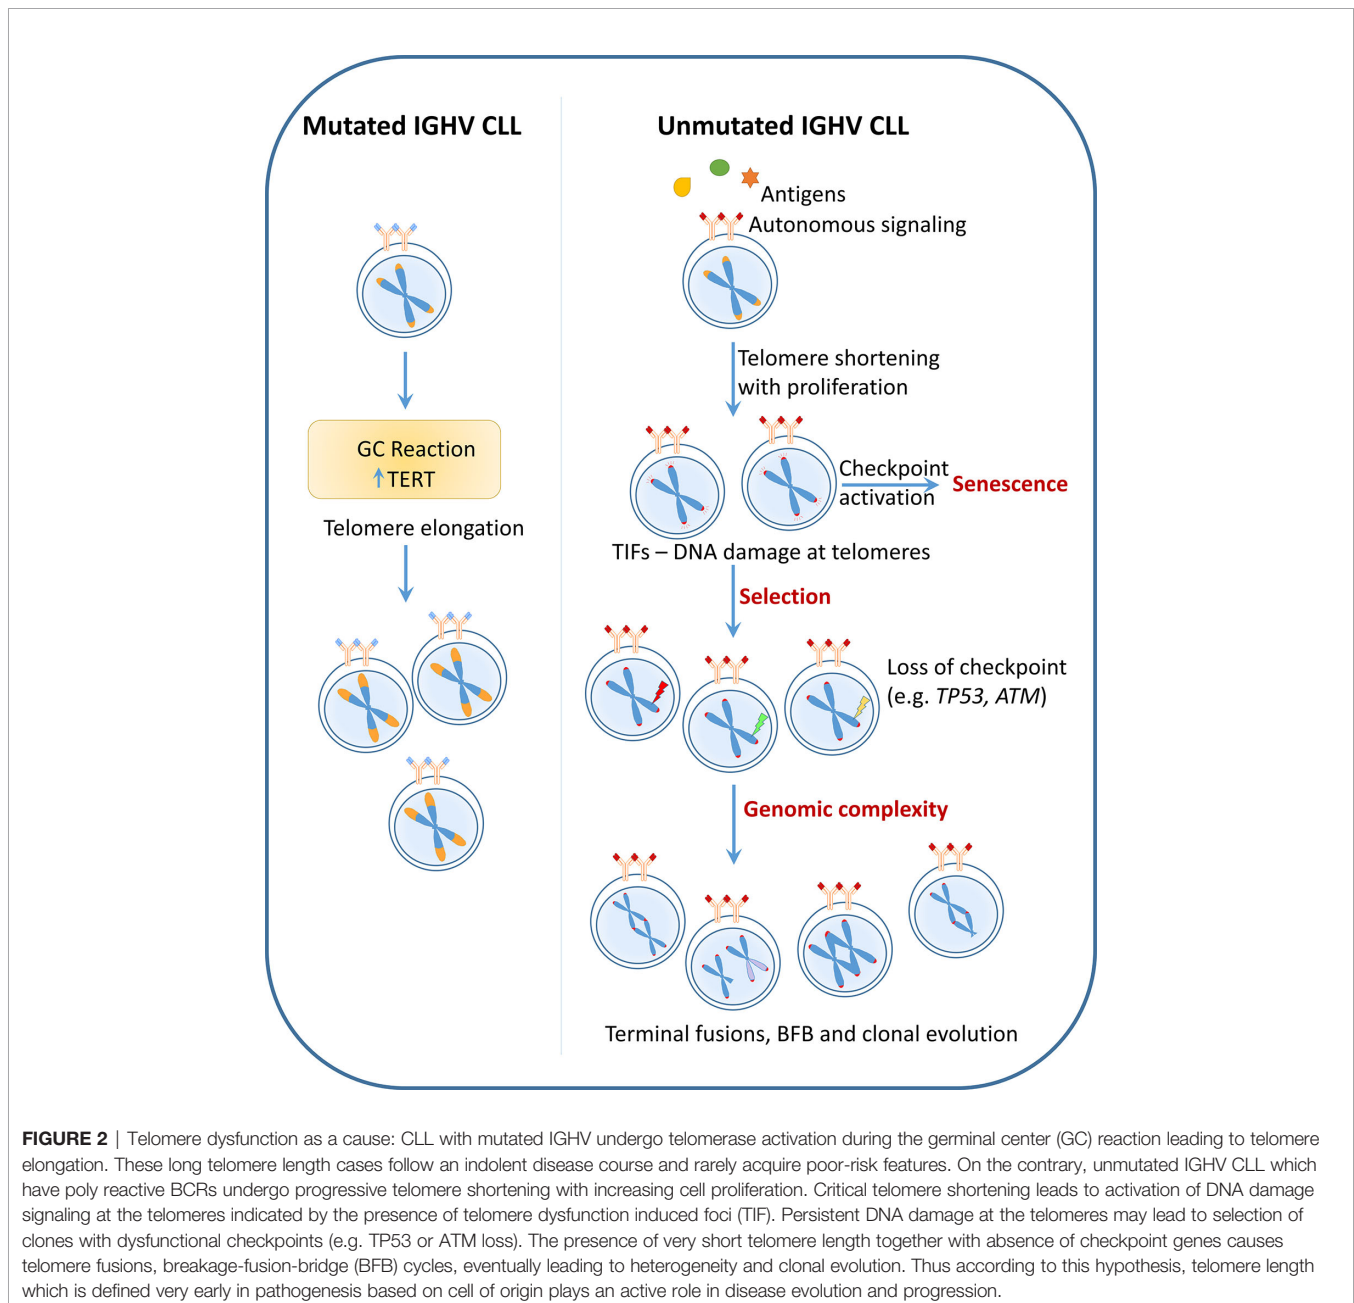 Mutated IGHV CLL
GC Reaction
↑TERT
Telomere elongation
Unmutated IGHV CLL
Antigens
Autonomous signaling
Telomere shortening
with proliferation
Checkpoint
activation
Senescence
TIFs – DNA damage at telomeres
Selection
Loss of checkpoint
(e.g. TP53, ATM)
Genomic complexity
Terminal fusions, BFB and clonal evolution
FIGURE 2 | Telomere dysfunction as a cause: CLL with mutated IGHV undergo telomerase activation during the germinal center (GC) reaction leading to telomere
elongation. These long telomere length cases follow an indolent disease course and rarely acquire poor-risk features. On the contrary, unmutated IGHV CLL which
have poly reactive BCRs undergo progressive telomere shortening with increasing cell proliferation. Critical telomere shortening leads to activation of DNA damage
signaling at the telomeres indicated by the presence of telomere dysfunction induced foci (TIF). Persistent DNA damage at the telomeres may lead to selection of
clones with dysfunctional checkpoints (e.g. TP53 or ATM loss). The presence of very short telomere length together with absence of checkpoint genes causes
telomere fusions, breakage-fusion-bridge (BFB) cycles, eventually leading to heterogeneity and clonal evolution. Thus according to this hypothesis, telomere length
which is defined very early in pathogenesis based on cell of origin plays an active role in disease evolution and progression.